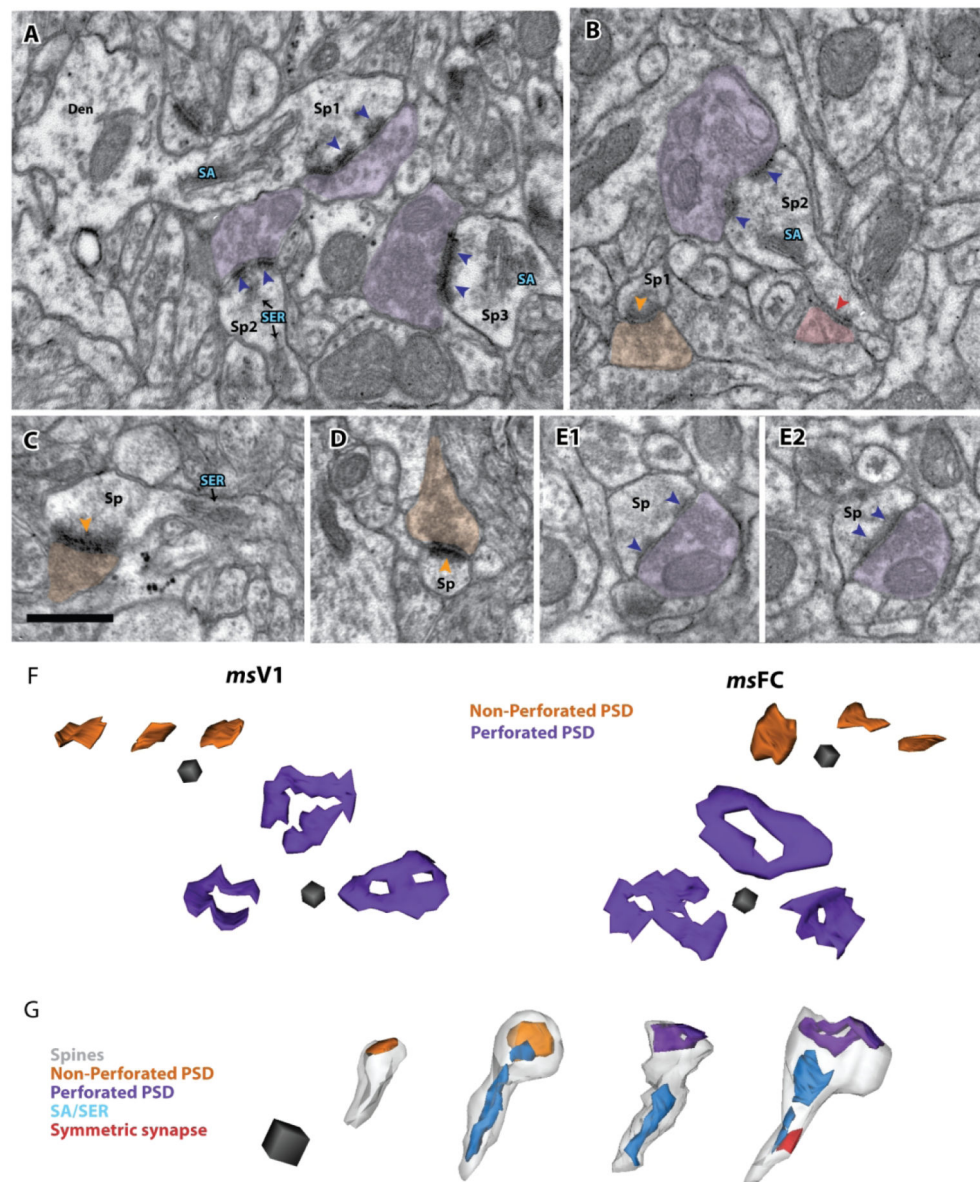 A
Den
Sp1
SA
Sp2
SER
SA
Sp3
B
Sp2
SA
Sp1
C
SER
Sp
D
Sp
E1
Sp
E2
Sp
F
msV1
msFC
Non-Perforated PSD
Perforated PSD
G
Spines
Non-Perforated PSD
Perforated PSD
SA/SER
Symmetric synapse